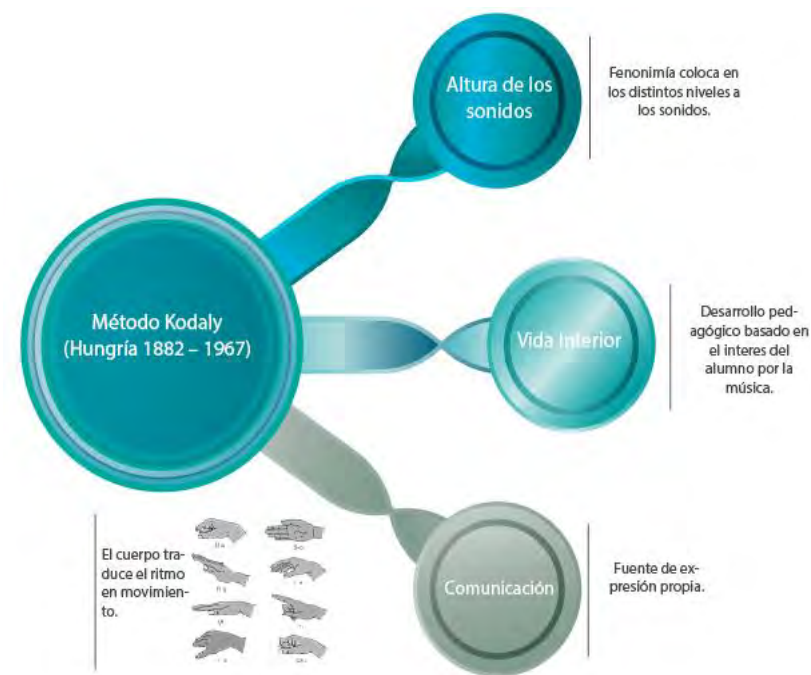 Altura de los
sonidos
Fenonimía coloca en
los distintos niveles a
los sonidos.
Método Kodaly
(Hungría 1882 – 1967)
Vida Interior
Desarrollo ped-
agógico basado en
el interes del
alumno por la
música.
El cuerpo tra-
duce el ritmo
en movimien-
to.
Comunicación
Fuente de ex-
presión propia.